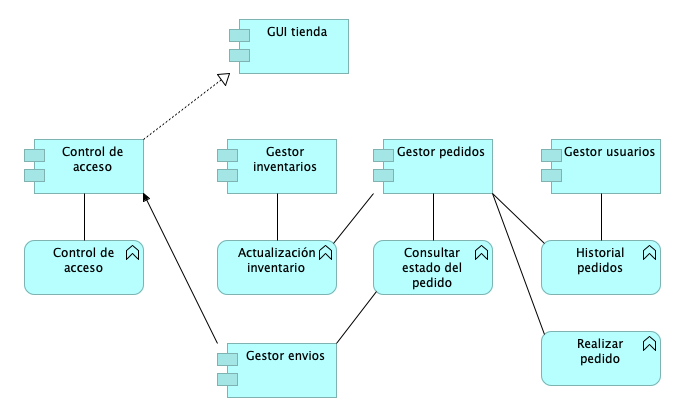 GUI tienda
Control de
acceso
Gestor
inventarios
Gestor pedidos
Gestor usuarios
Control de
acceso
Actualización
inventario
Consultar
estado del
pedido
Historial
pedidos
Gestor envios
Realizar
pedido